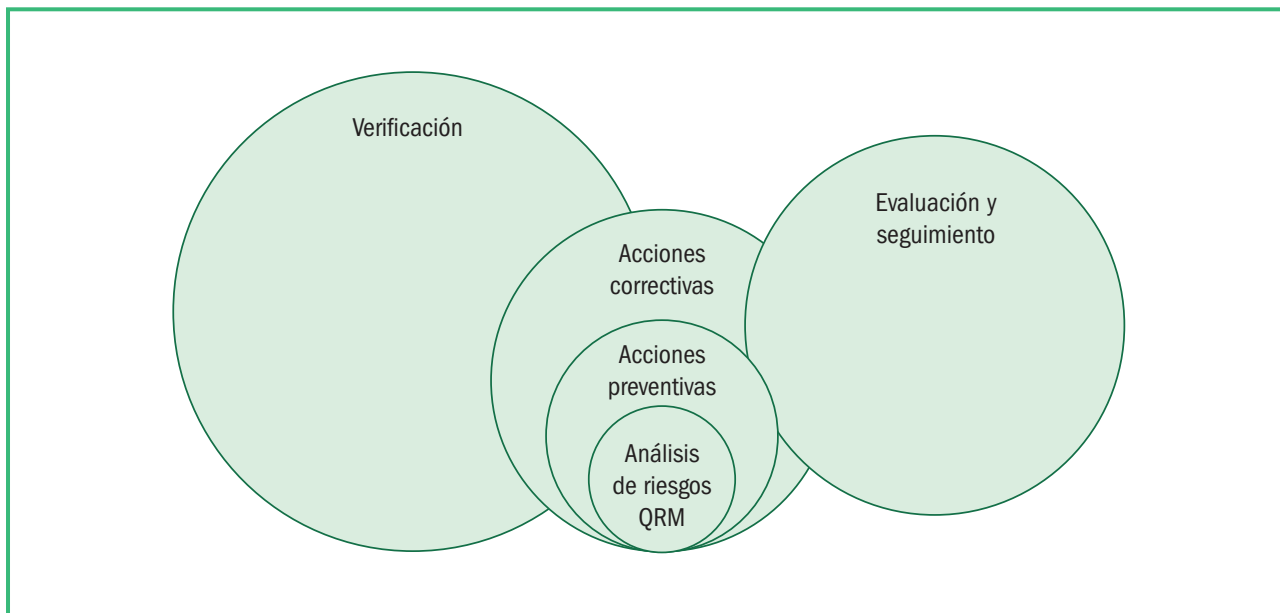 Verificación
Evaluación y
seguimiento
Acciones
correctivas
Acciones
preventivas
Análisis
de riesgos
QRM